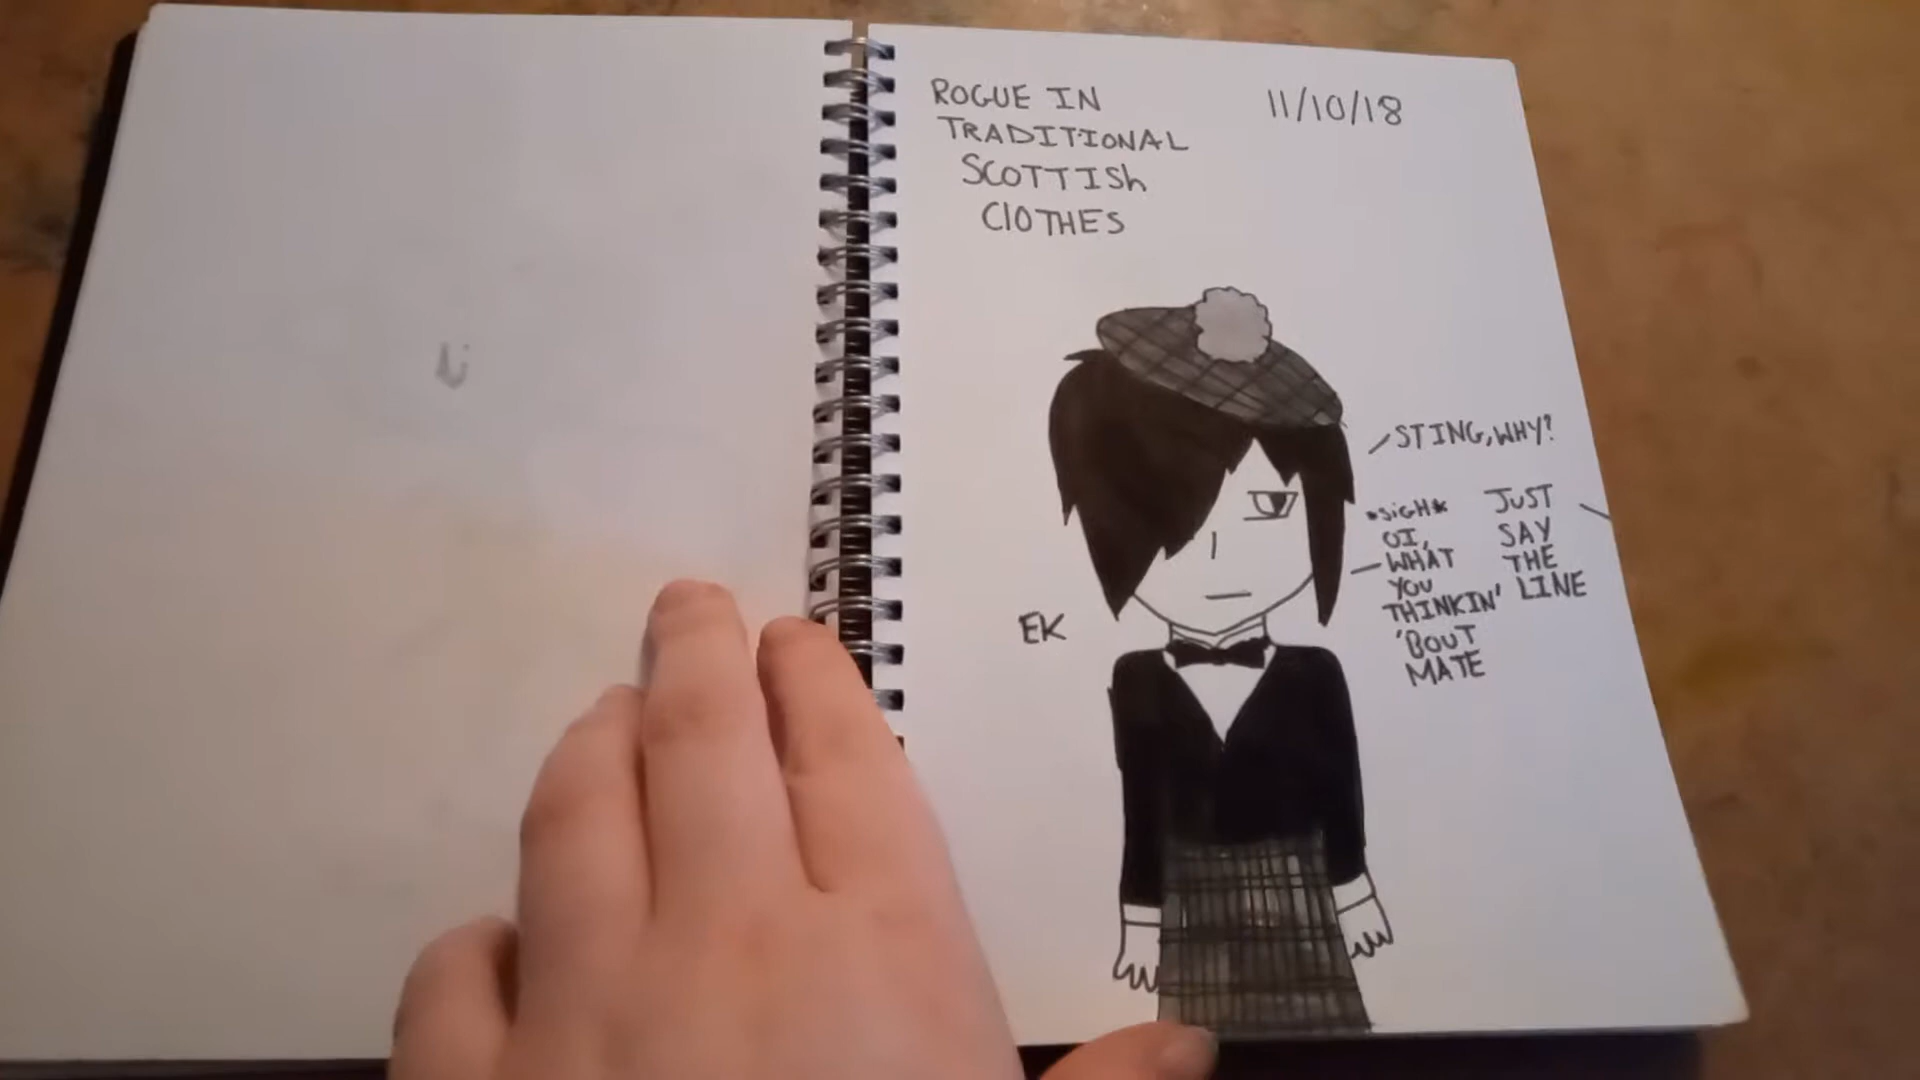 ROGUE IN
TRADITIONAL
SCOTTISh
ClOTHES
11/10/18
STING, WHY?
JUST
SAY
THE
LINE
*SIGH*
OI,
WHAT
YOU
THINKIN'
'BOUT
MATE
EK